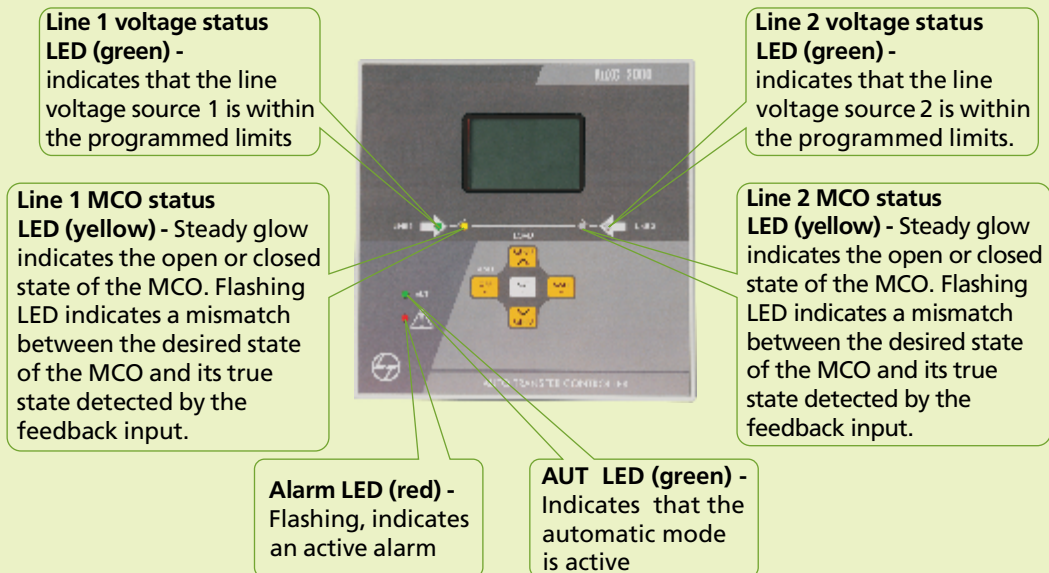 Line 1 voltage status
LED (green) -
indicates that the line
voltage source 1 is within
the programmed limits
Line 2 voltage status
LED (green) -
indicates that the line
voltage source 2 is within
the programmed limits.
2000
Line 1 MCO status
LED (yellow) - Steady glow
indicates the open or closed
state of the MCO. Flashing
LED indicates a mismatch
between the desired state
of the MCO and its true
state detected by the
feedback input.
LOAD
AUT
AUTO TRANSFER CONTROLLER
Line 2 MCO status
LED (yellow) - Steady glow
indicates the open or closed
state of the MCO. Flashing
LED indicates a mismatch
between the desired state
of the MCO and its true
state detected by the
feedback input.
Alarm LED (red) -
Flashing, indicates
an active alarm
AUT LED (green) -
Indicates that the
automatic mode
is active